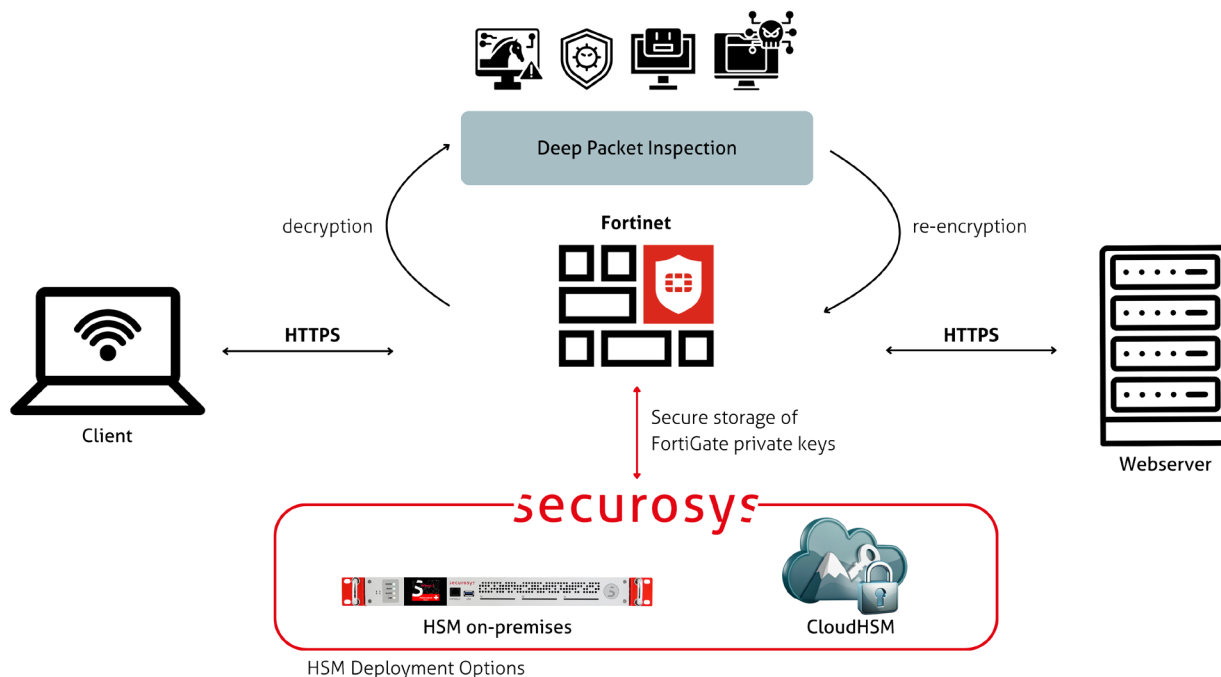 Deep Packet Inspection
decryption
Fortinet
re-encryption
HTTPS
HTTPS
Client
Secure storage of
FortiGate private keys
Webserver
securosys
securosys
HSM on-premises
CloudHSM
HSM Deployment Options